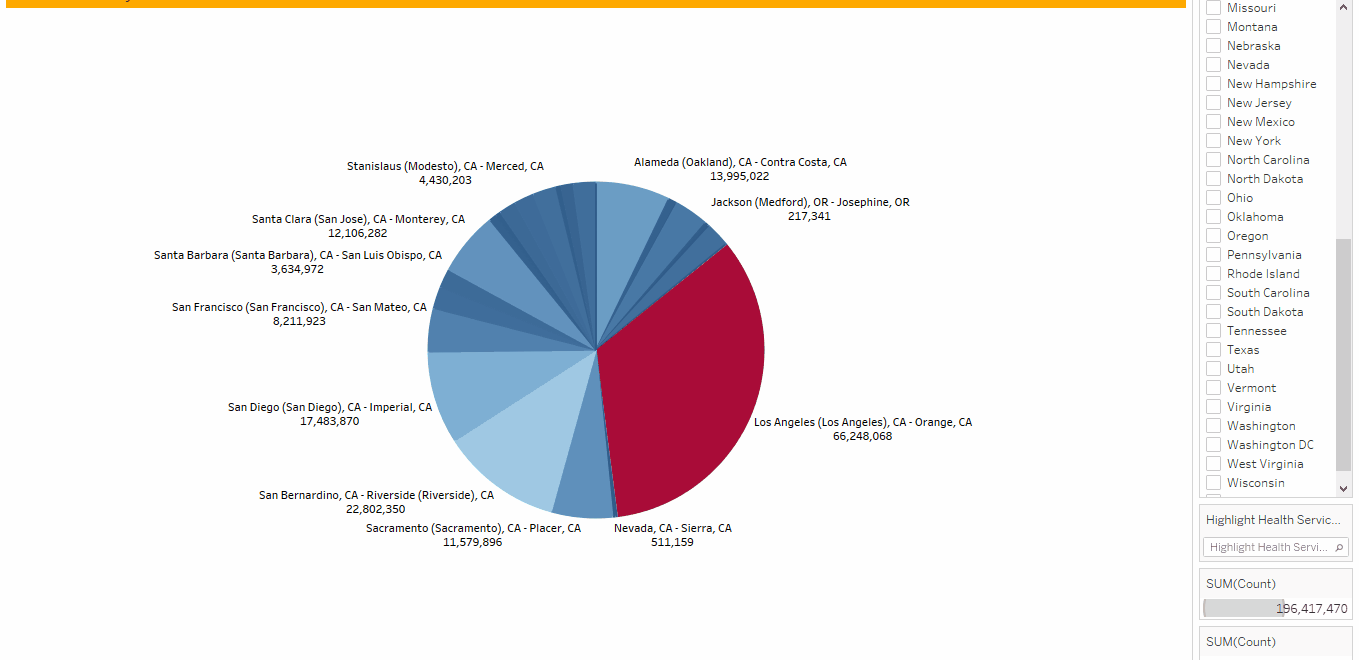 Stanislaus (Modesto), CA - Merced, CA
4,430,203
Alameda (Oakland), CA - Contra Costa, CA
13,995,022
Jackson (Medford), OR - Josephine, OR
217,341
Santa Clara (San Jose), CA - Monterey, CA
12,106,282
Santa Barbara (Santa Barbara), CA - San Luis Obispo, CA
3,634,972
San Francisco (San Francisco), CA - San Mateo, CA
8,211,923
San Diego (San Diego), CA - Imperial, CA
17,483,870
Los Angeles (Los Angeles), CA - Orange, CA
66,248,068
San Bernardino, CA - Riverside (Riverside), CA
22,802,350
Sacramento (Sacramento), CA - Placer, CA
11,579,896
Nevada, CA - Sierra, CA
511,159
Missouri
Montana
Nebraska
Nevada
New Hampshire
New Jersey
New Mexico
New York
North Carolina
North Dakota
Ohio
Oklahoma
Oregon
Pennsylvania
Rhode Island
South Carolina
South Dakota
Tennessee
Texas
Utah
Vermont
Virginia
Washington
Washington DC
West Virginia
Wisconsin
Highlight Health Servic...
Highlight Health Servi...
SUM(Count)
196,417,470
SUM(Count)